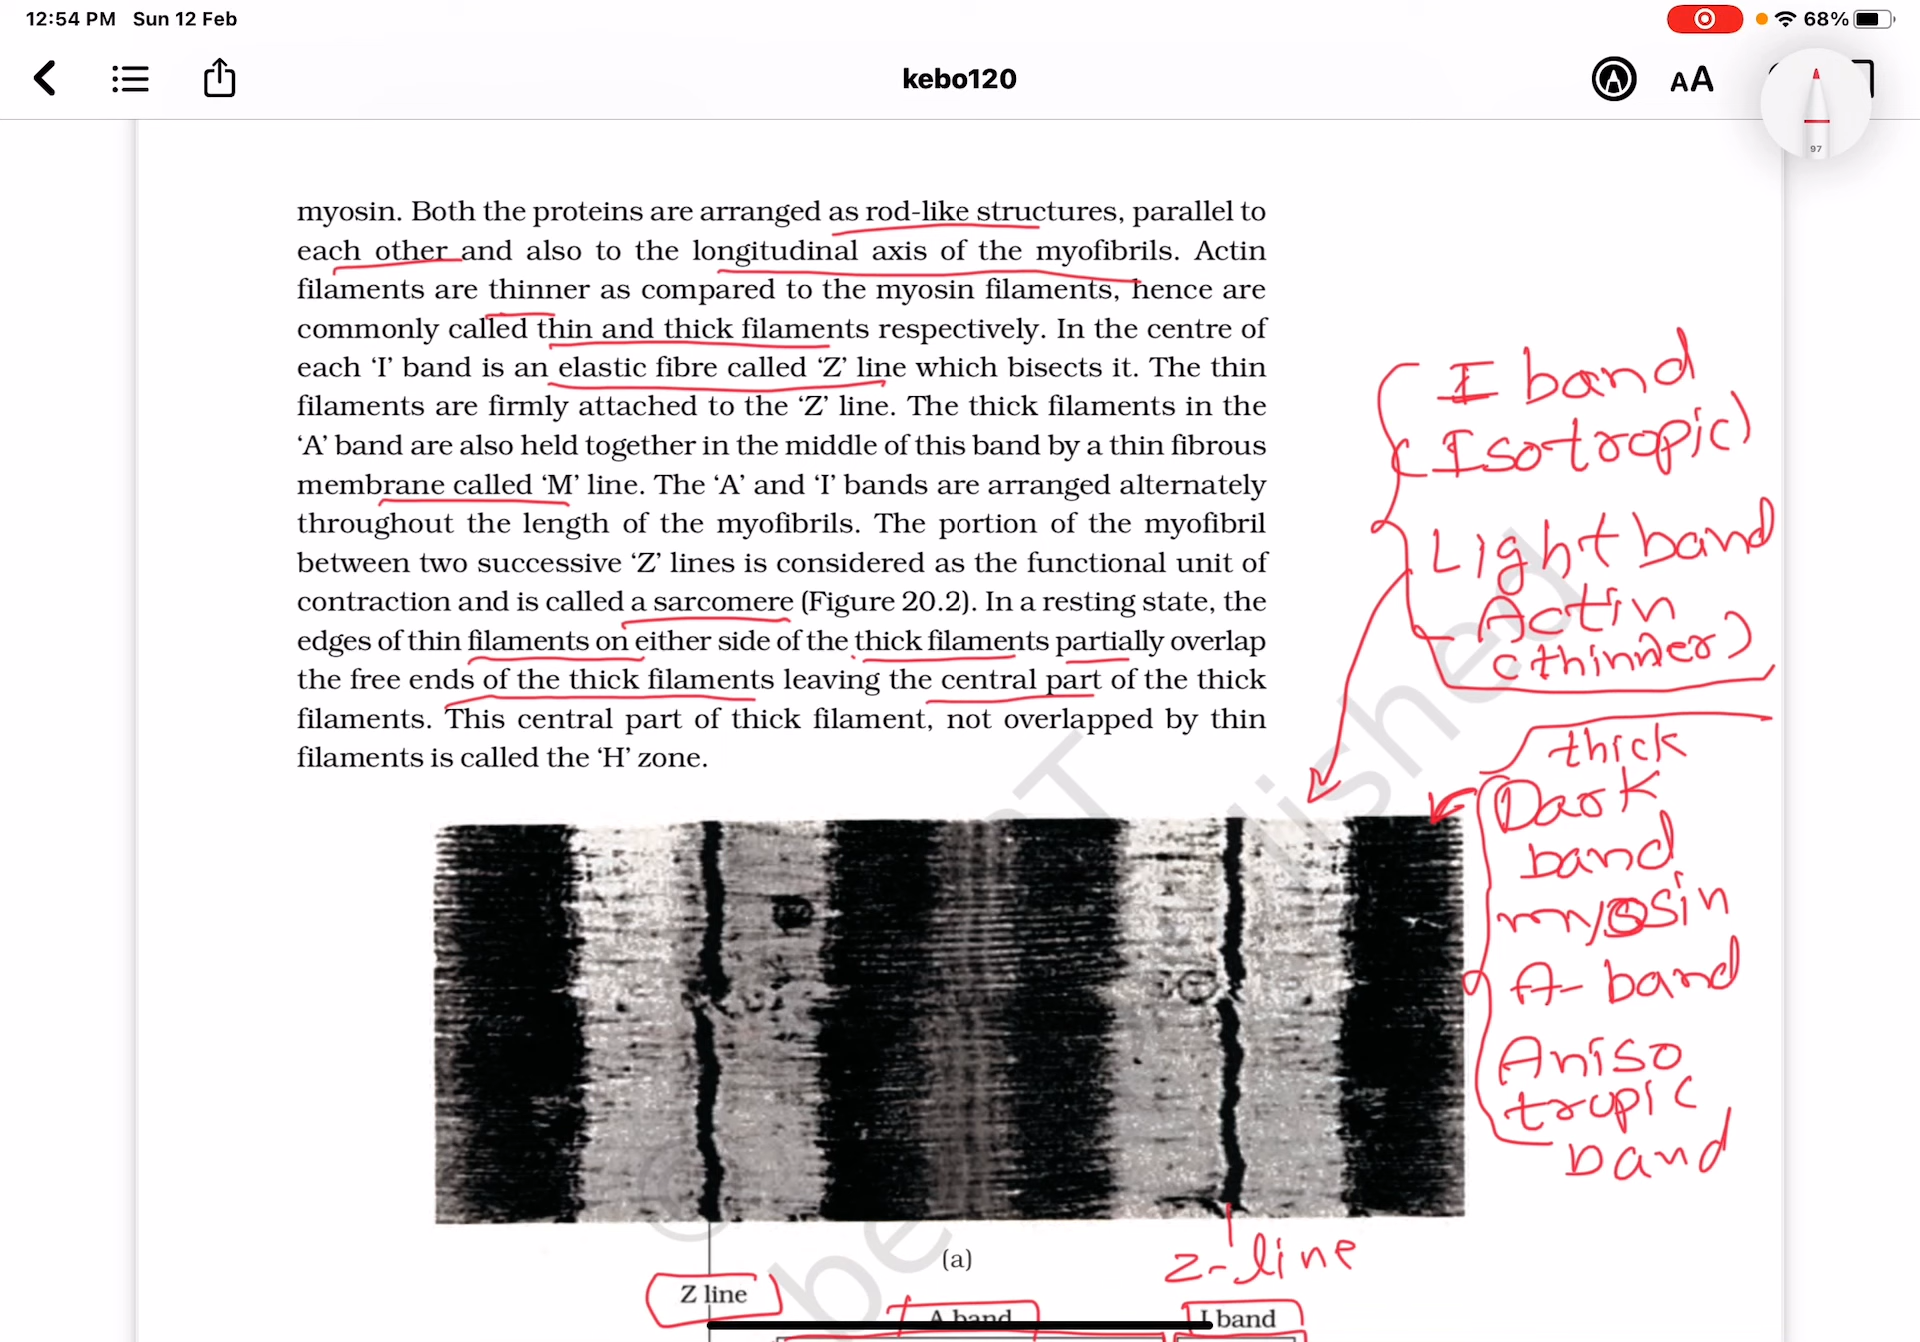 12:54 PM Sun 12 Feb
68%
kebo120
AA
97
myosin. Both the proteins are arranged as rod-like structures, parallel to
each other and also to the longitudinal axis of the myofibrils. Actin
filaments are thinner as compared to the myosin filaments, hence are
commonly called thin and thick filaments respectively. In the centre of
each ‘I’ band is an elastic fibre called ‘Z’ line which bisects it. The thin
filaments are firmly attached to the ‘Z’ line. The thick filaments in the
‘A’ band are also held together in the middle of this band by a thin fibrous
membrane called ‘M’ line. The ‘A’ and ‘I’ bands are arranged alternately
throughout the length of the myofibrils. The portion of the myofibril
between two successive ‘Z’ lines is considered as the functional unit of
contraction and is called a sarcomere (Figure 20.2). In a resting state, the
edges of thin filaments on either side of the thick filaments partially overlap
the free ends of the thick filaments leaving the central part of the thick
filaments. This central part of thick filament, not overlapped by thin
filaments is called the ‘H’ zone.
I band
(Isotropic)
Light band
Actin
(thinner)
thick
Dark
band
myosin
A- band
Aniso
tropic
band
(a)
Z-line
Z line
A band
I band